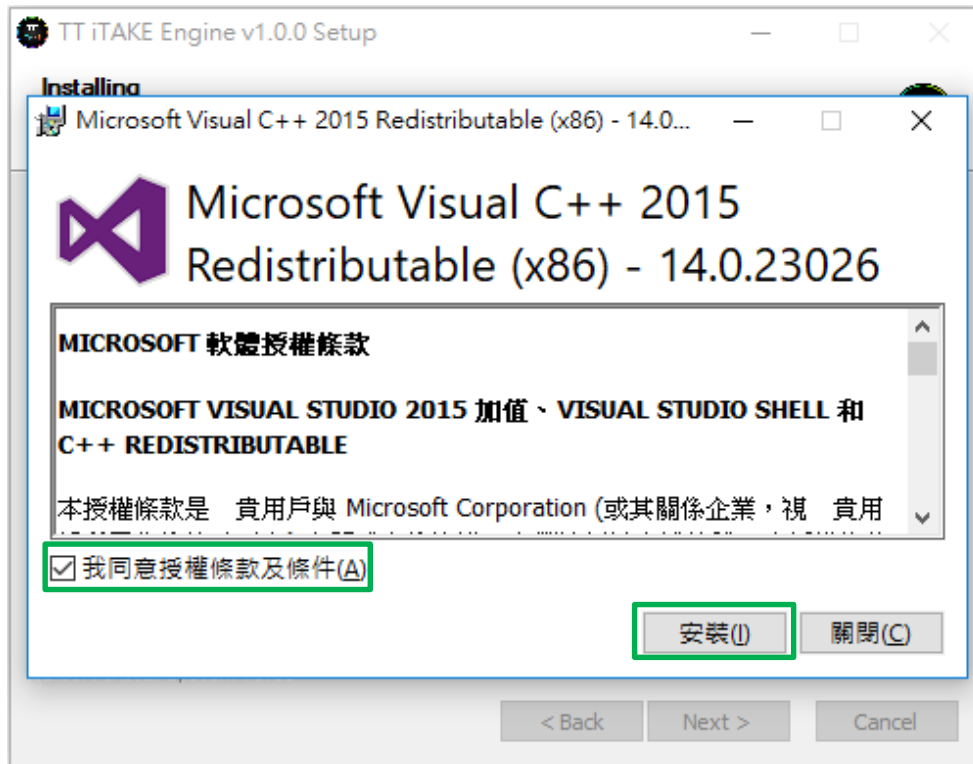 TT iTAKE Engine v1.0.0 Setup
Installing
Microsoft Visual C++ 2015 Redistributable (x86) - 14.0...
Microsoft Visual C++ 2015
Redistributable (x86) - 14.0.23026
MICROSOFT 軟體授權條款
MICROSOFT VISUAL STUDIO 2015 加值、VISUAL STUDIO SHELL 和
C++ REDISTRIBUTABLE
本授權條款是 貴用戶與 Microsoft Corporation (或其關係企業，視 貴用
我同意授權條款及條件(A)
安裝(I)
關閉(C)
< Back
Next >
Cancel